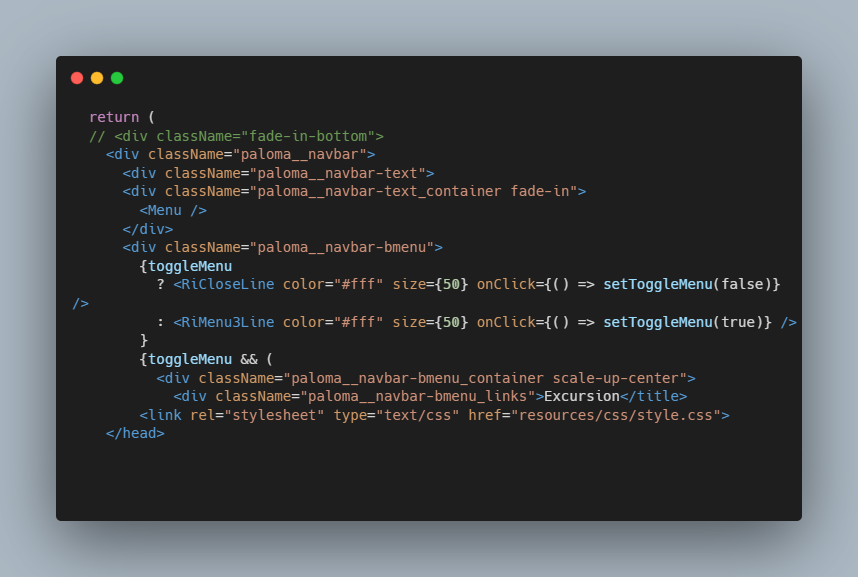 return (
// <div className="fade-in-bottom">
<div className="paloma__navbar">
<div className="paloma__navbar-text">
<div className="paloma__navbar-text_container fade-in">
<Menu />
</div>
<div className="paloma__navbar-bmenu">
{toggleMenu
? <RiCloseLine color="#fff" size={50} onClick={() => setToggleMenu(false)}
/>
: <RiMenu3Line color="#fff" size={50} onClick={() => setToggleMenu(true)} />
}
{toggleMenu && (
<div className="paloma__navbar-bmenu_container scale-up-center">
<div className="paloma__navbar-bmenu_links">Excursion</title>
<link rel="stylesheet" type="text/css" href="resources/css/style.css">
</head>